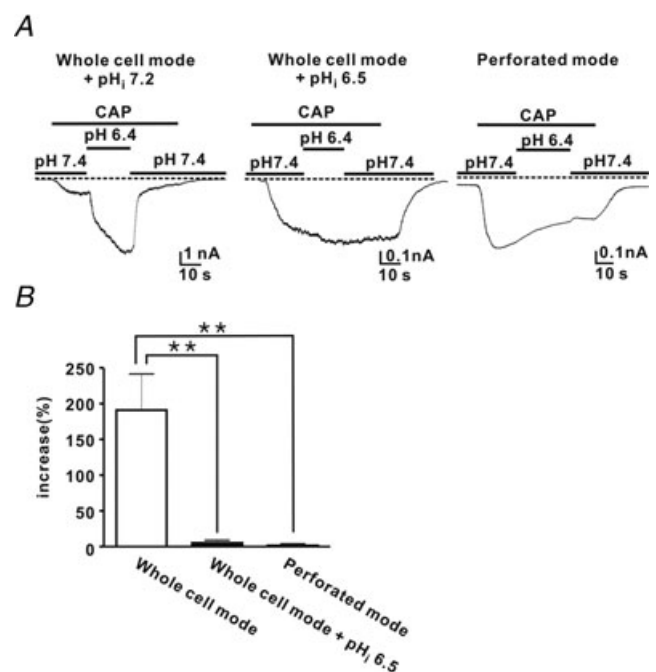 A
Whole cell mode
+ pHi 7.2
CAP
pH 6.4
pH 7.4
pH 7.4
1 nA
10 s
Whole cell mode
+ pHi 6.5
CAP
pH 6.4
pH7.4
pH7.4
0.1nA
10 s
Perforated mode
CAP
pH 6.4
pH7.4
pH 7.4
0.1nA
10 s
B
**
**
increase(%)
250
200
150
100
50
0
Whole cell mode
Whole cell mode + pHi 6.5
Perforated mode